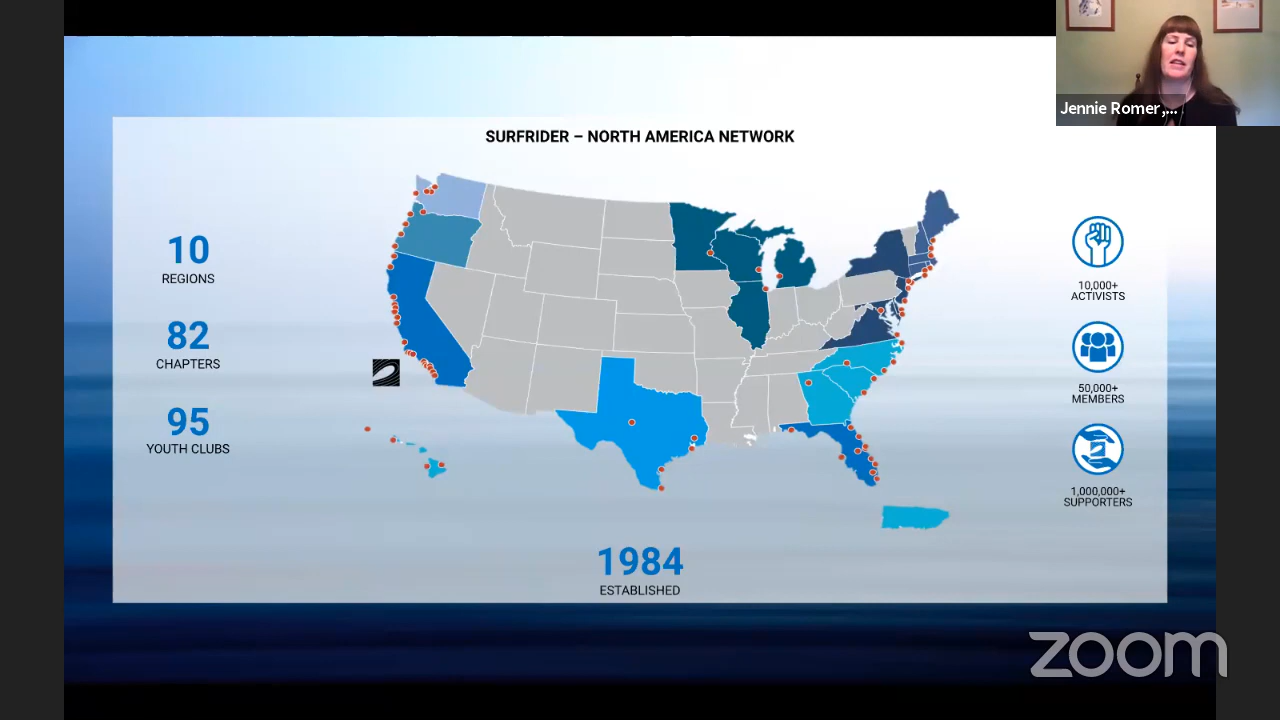 Jennie Romer,...
SURFRIDER – NORTH AMERICA NETWORK
10
REGIONS
82
CHAPTERS
95
YOUTH CLUBS
10,000+
ACTIVISTS
50,000+
MEMBERS
1,000,000+
SUPPORTERS
1984
ESTABLISHED
zoom